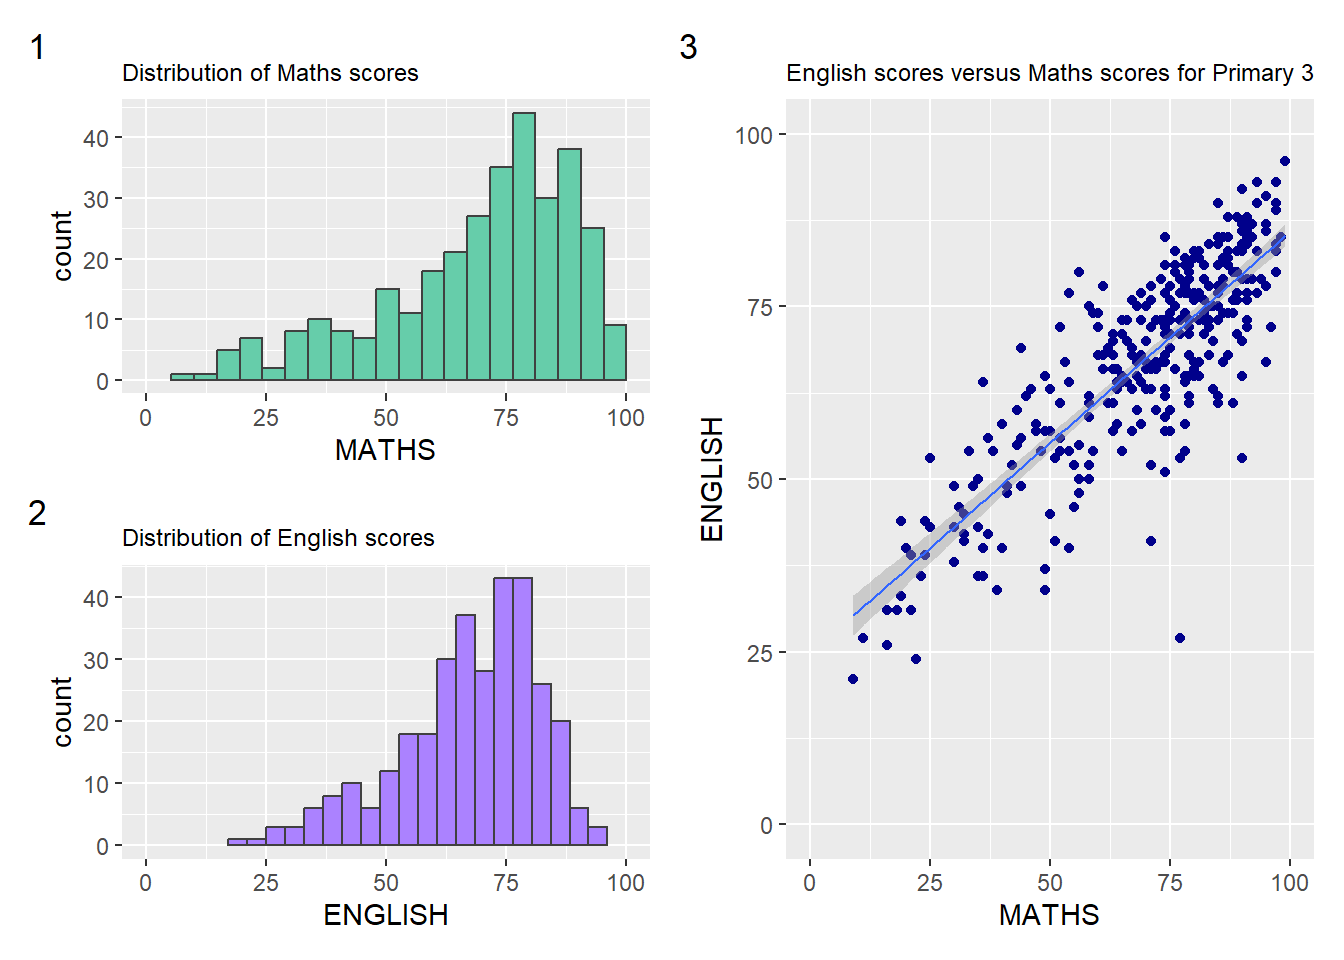 1
Distribution of Maths scores
count
40
30
20
10
0
0 25 50 75 100
MATHS
2
Distribution of English scores
count
40
30
20
10
0
0 25 50 75 100
ENGLISH
3
English scores versus Maths scores for Primary 3
ENGLISH
100
75
50
25
0
0 25 50 75 100
MATHS